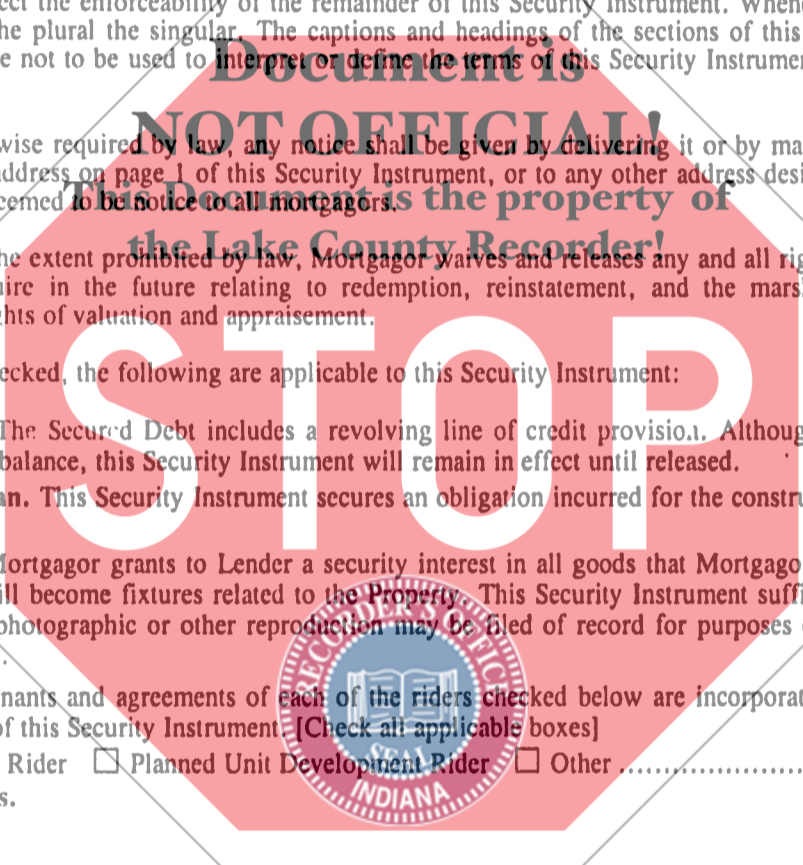 ect the enforceability of the remainder of this Security Instrument. When
he plural the singular. The captions and headings of the sections of this
e not to be used to interpret or define the terms of this Security Instrumen
Document is
NOT OFFICIAL!
wise required by law, any notice shall be given by delivering it or by ma
address on page 1 of this Security Instrument, or to any other address desi
cemed to be notice to all mortgagors.
This Document is the property of
the Lake County Recorder!
he extent prohibited by law, Mortgagor waives and releases any and all rig
uire in the future relating to redemption, reinstatement, and the mars
hts of valuation and appraisement.
STOP
ecked, the following are applicable to this Security Instrument:
The Secured Debt includes a revolving line of credit provision. Althoug
balance, this Security Instrument will remain in effect until released.
an. This Security Instrument secures an obligation incurred for the constru
Mortgagor grants to Lender a security interest in all goods that Mortgago
ill become fixtures related to the Property. This Security Instrument suffi
photographic or other reproduction may be filed of record for purposes
.
nants and agreements of each of the riders checked below are incorporat
of this Security Instrument. [Check all applicable boxes]
Rider ☐ Planned Unit Development Rider ☐ Other ......................
s.
RECORDER'S OFFICE
SEAL
INDIANA